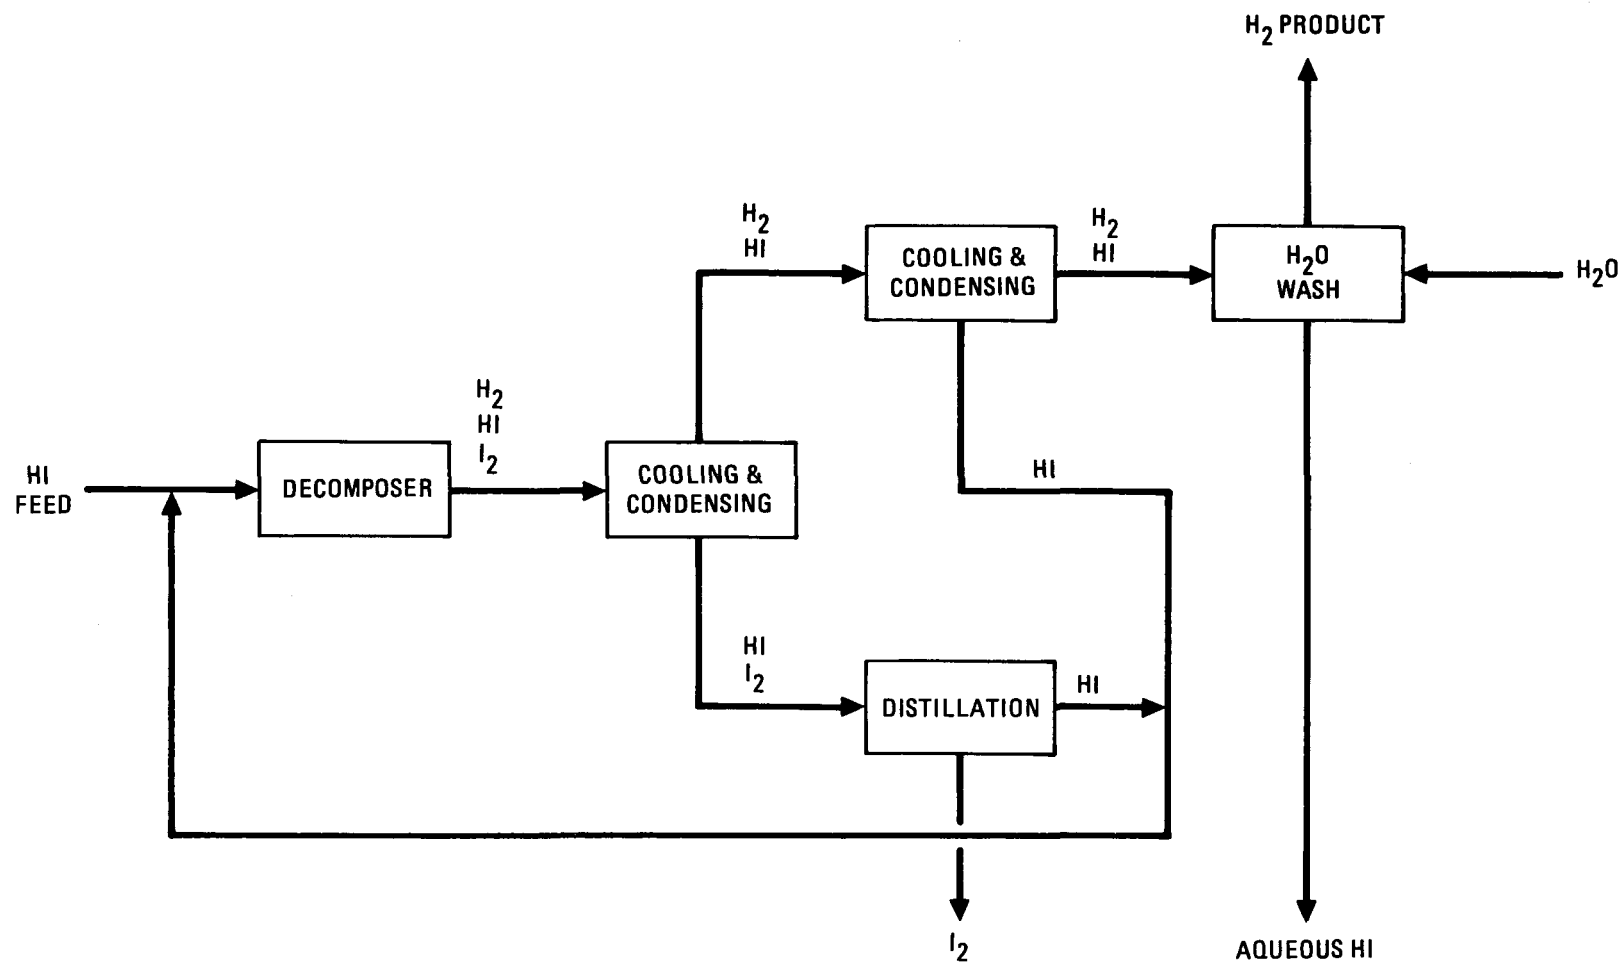 H2 PRODUCT
H2
HI
COOLING &
CONDENSING
H2
HI
H2O
WASH
H2O
H2
HI
I2
HI
FEED
DECOMPOSER
COOLING &
CONDENSING
HI
HI
I2
DISTILLATION
HI
I2
AQUEOUS HI